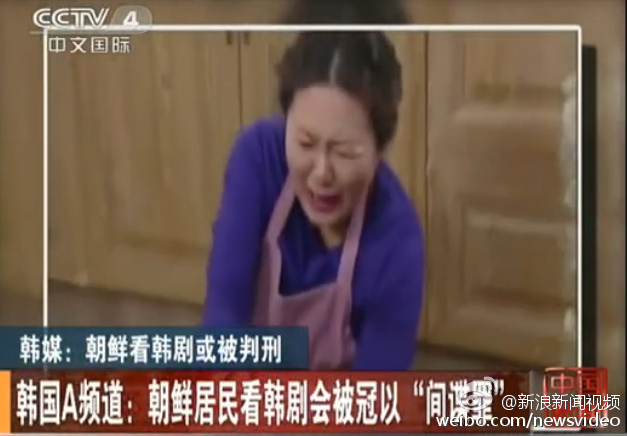 CCTV 4
中文国际
韩媒：朝鲜看韩剧或被判刑
韩国A频道：朝鲜居民看韩剧会被冠以“间谍罪”
中国
@新浪新闻视频
weibo.com/newsvideo